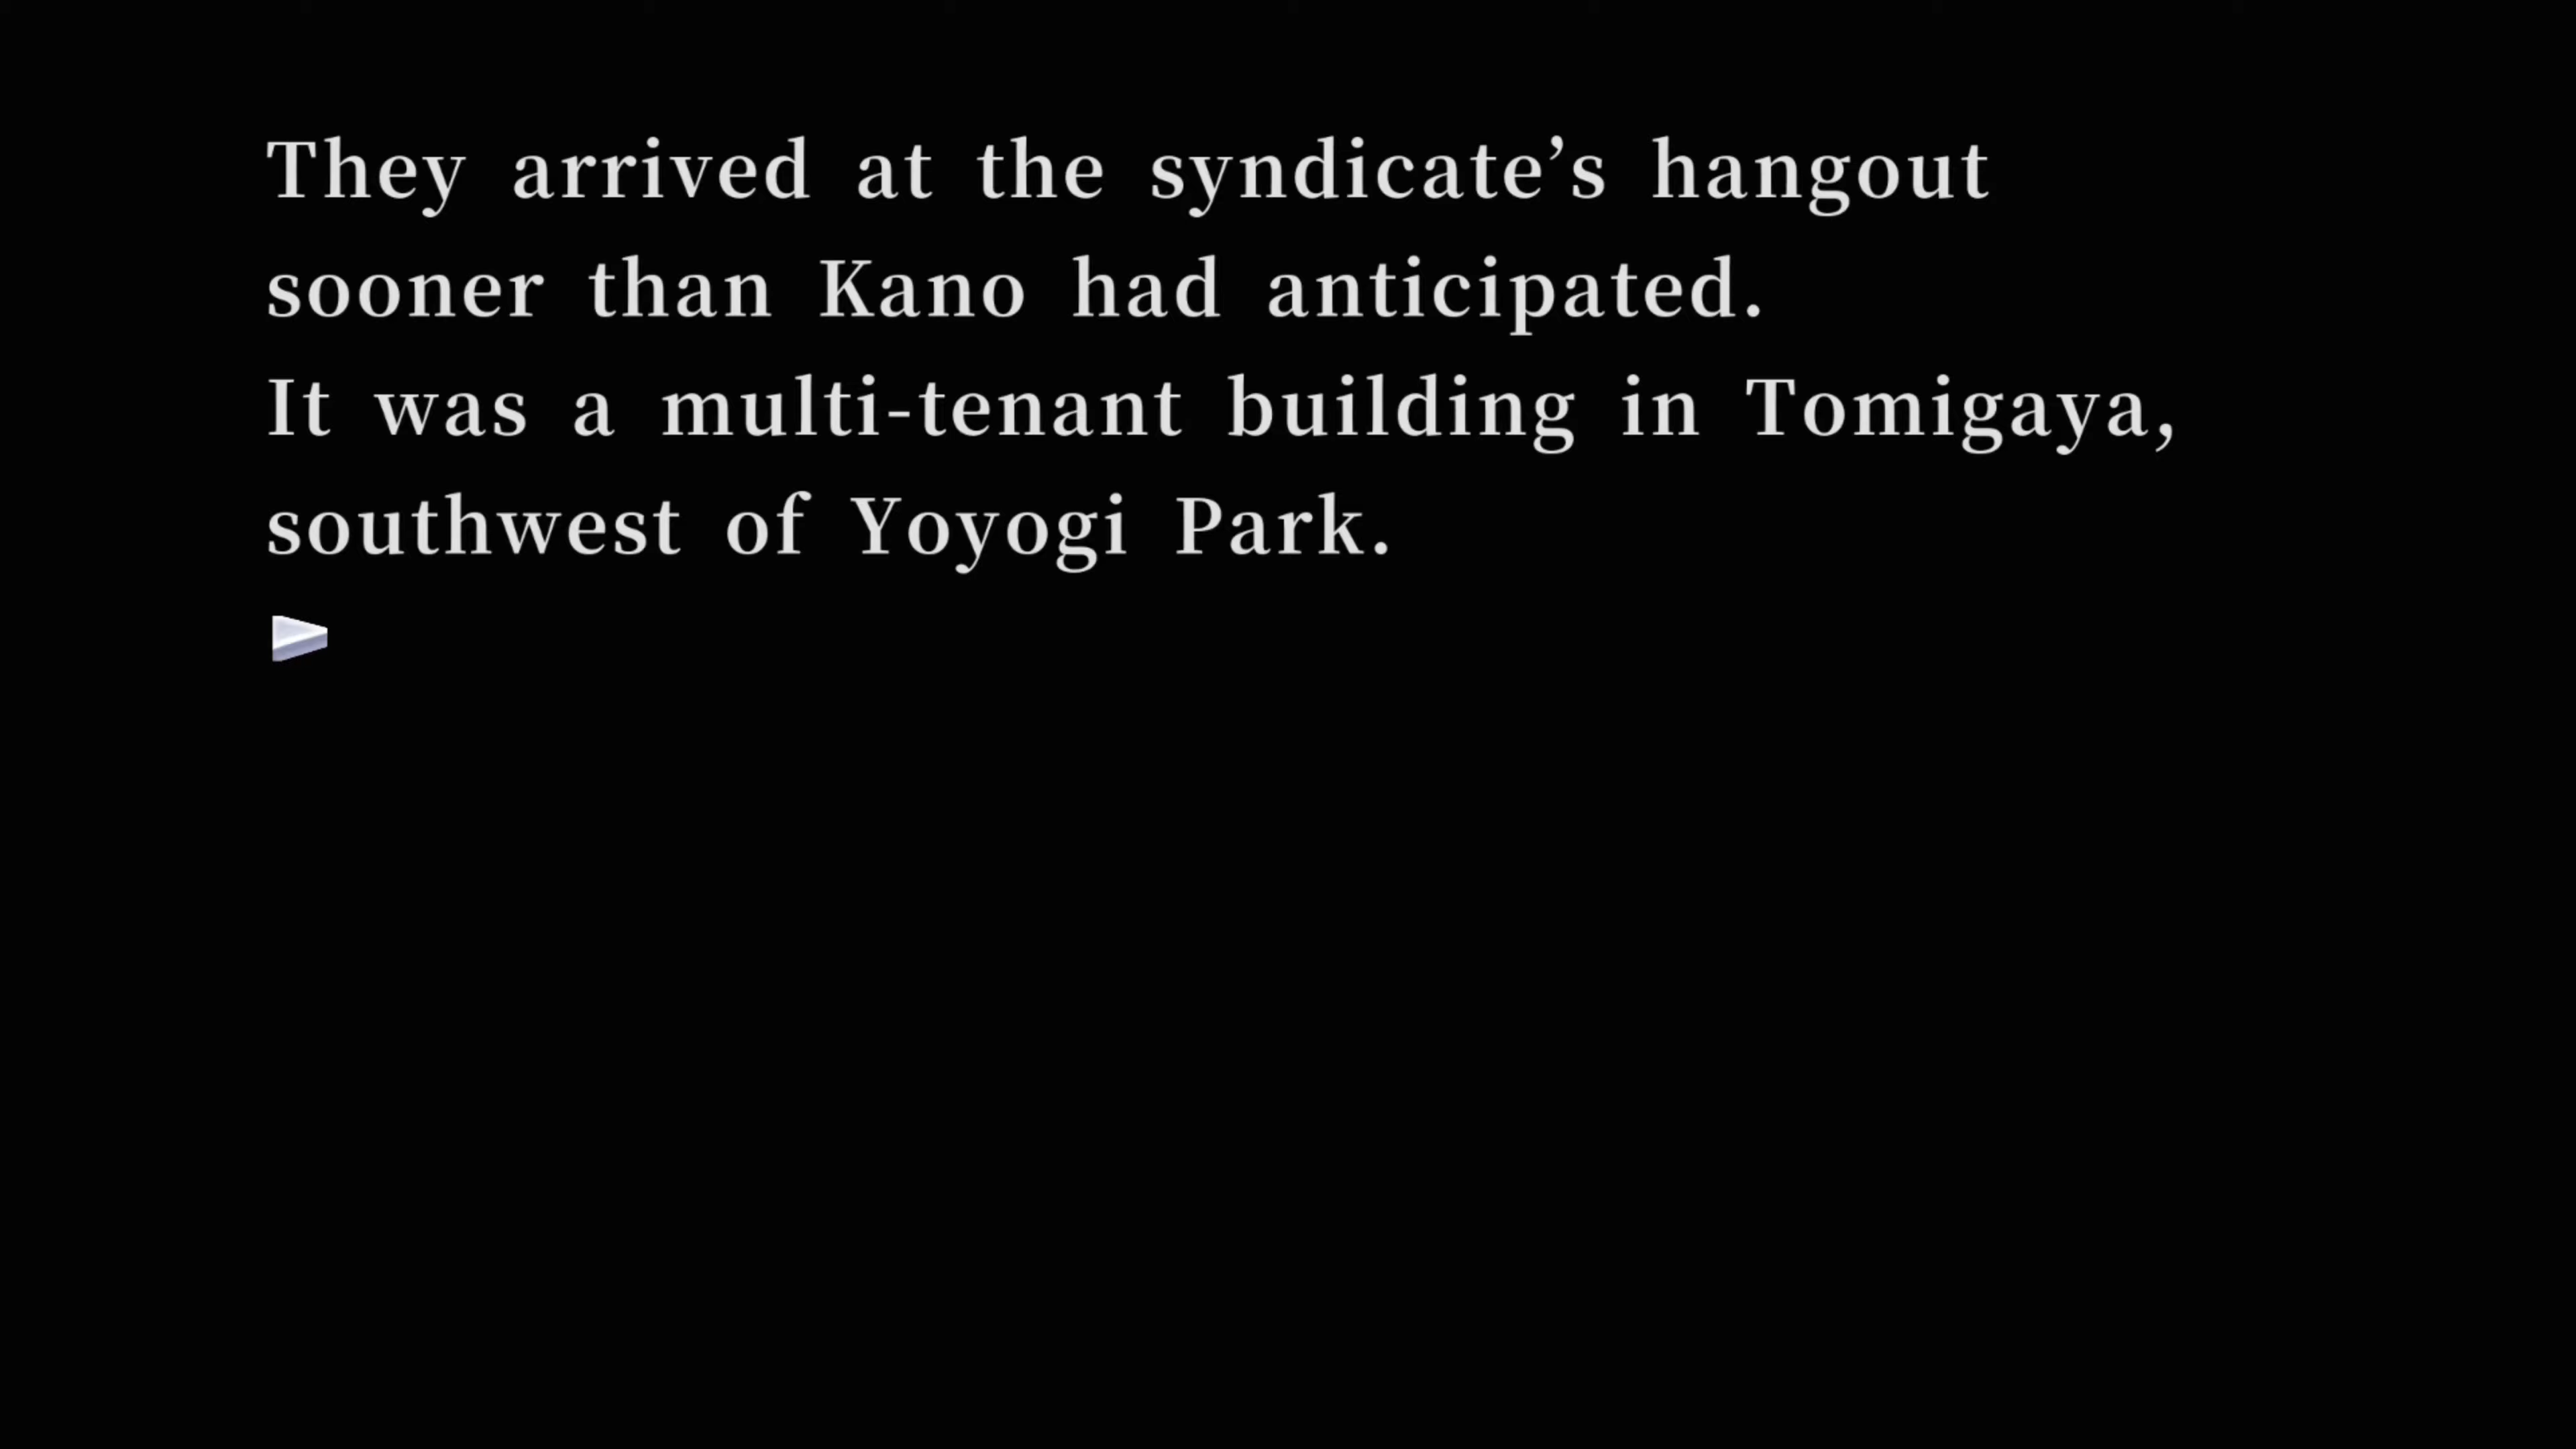 They arrived at the syndicate’s hangout
sooner than Kano had anticipated.
It was a multi-tenant building in Tomigaya,
southwest of Yoyogi Park.